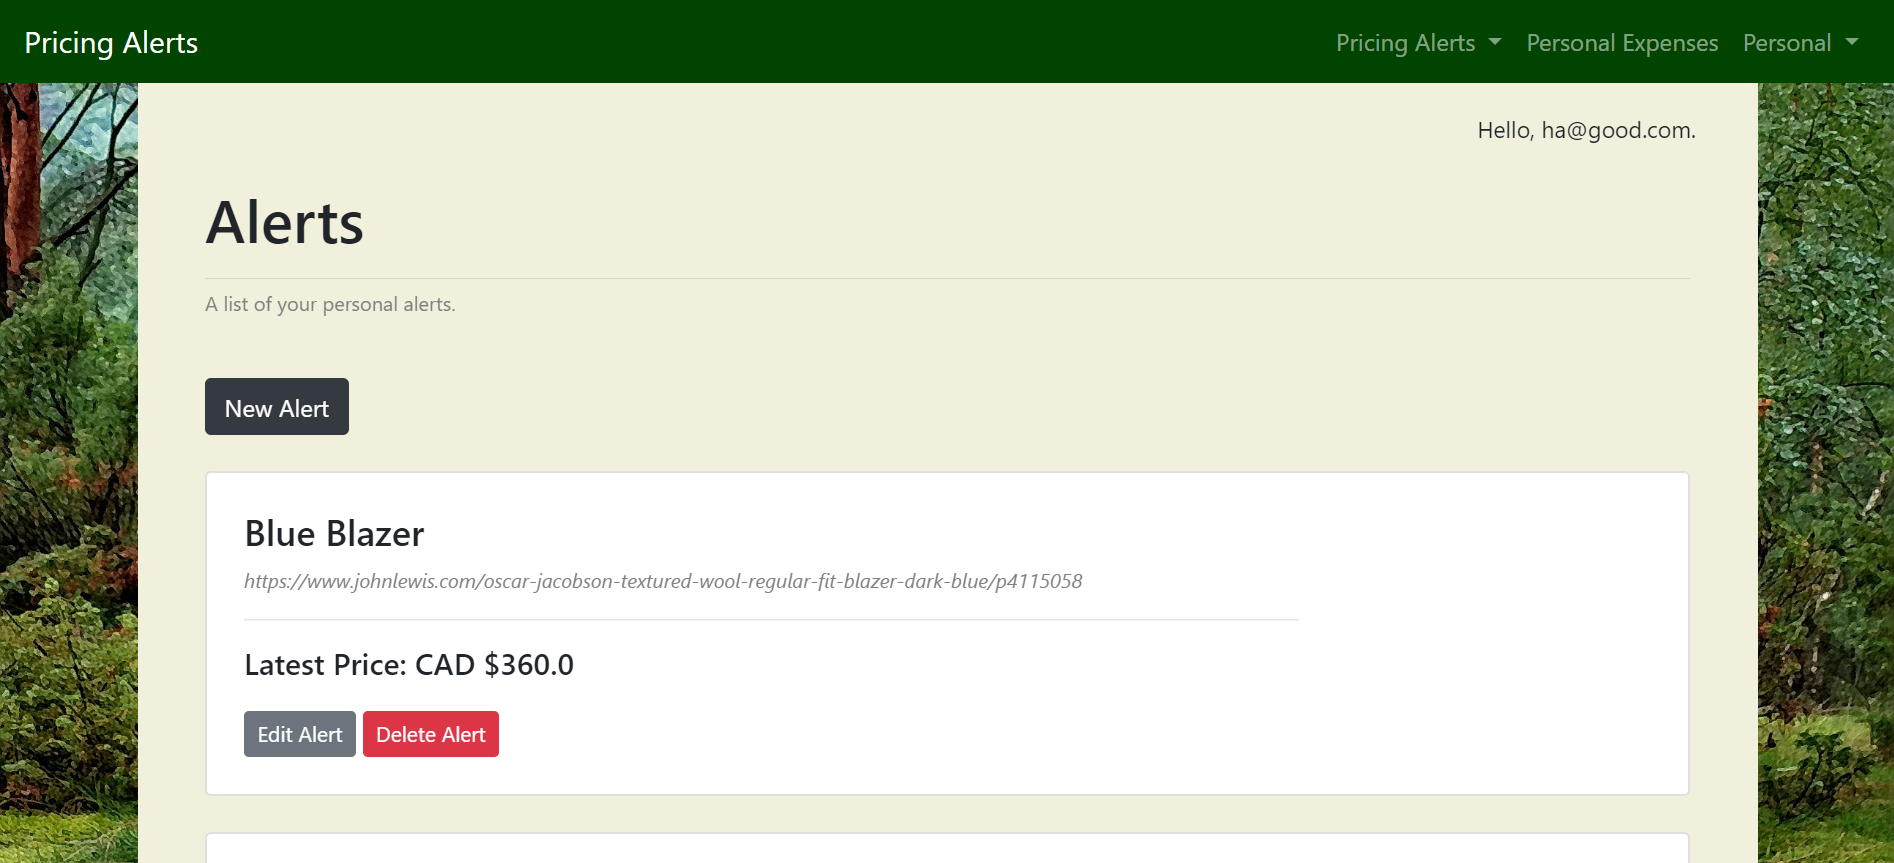 Pricing Alerts Pricing Alerts Personal Expenses Personal
Hello, ha@good.com.
Alerts
A list of your personal alerts.
New Alert
Blue Blazer
https://www.johnlewis.com/oscar-jacobson-textured-wool-regular-fit-blazer-dark-blue/p4115058
Latest Price: CAD $360.0
Edit Alert Delete Alert